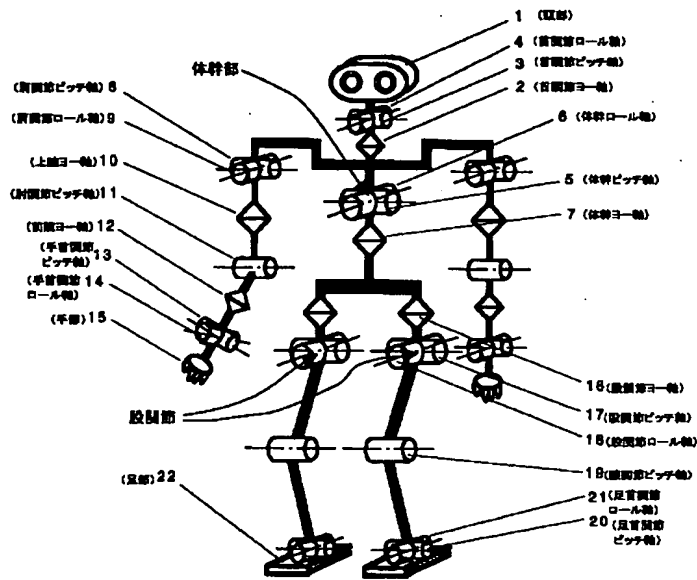 1 (頭部)
4 (首関節ロール軸)
3 (首関節ピッチ軸)
2 (首関節ヨー軸)
体幹部
6 (体幹ロール軸)
5 (体幹ピッチ軸)
7 (体幹ヨー軸)
(肩関節ピッチ軸) 8
(肩関節ロール軸) 9
(上腕ヨー軸) 10
(肘関節ピッチ軸) 11
(前腕ヨー軸) 12
(手首関節
ピッチ軸) 13
(手首関節
ロール軸) 14
(手部) 15
股関節
16 (股関節ヨー軸)
17 (股関節ピッチ軸)
18 (股関節ロール軸)
19 (膝関節ピッチ軸)
(足部) 22
21 (足首関節
ロール軸)
20 (足首関節
ピッチ軸)